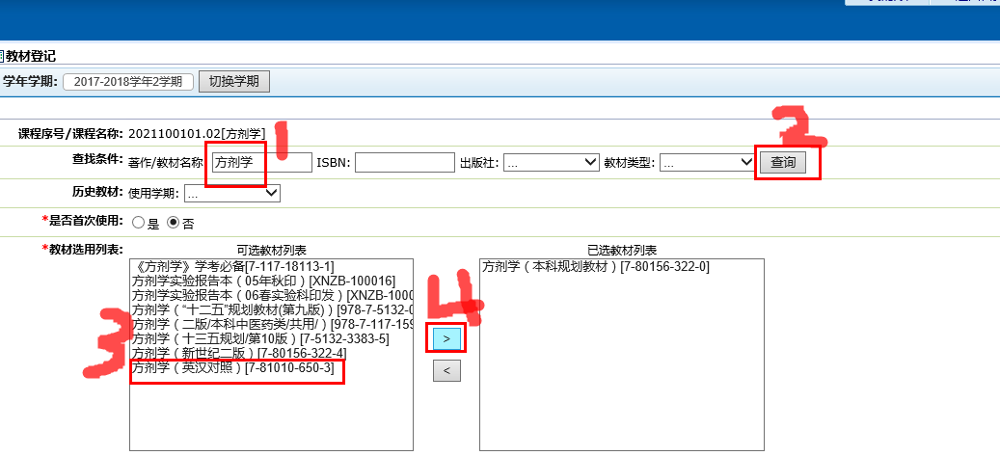 教材登记
学年学期: 2017-2018学年2学期 切换学期
课程序号/课程名称: 2021100101.02[方剂学]
1
2
查找条件: 著作/教材名称: 方剂学 ISBN: 出版社: ... 教材类型: ... 查询
历史教材: 使用学期: ...
*是否首次使用: 是 否
*教材选用列表: 可选教材列表 已选教材列表
《方剂学》学考必备[7-117-18113-1]
方剂学实验报告本（05年秋印）[XNZB-100016]
方剂学实验报告本（06春实验科印发）[XNZB-100
方剂学（“十二五”规划教材(第九版)）[978-7-5132-0
方剂学（二版/本科中医药类/共用/）[978-7-117-159
方剂学（十三五规划/第10版）[7-5132-3383-5]
方剂学（新世纪二版）[7-80156-322-4]
方剂学（英汉对照）[7-81010-650-3]
3
4
>
<
方剂学（本科规划教材）[7-80156-322-0]